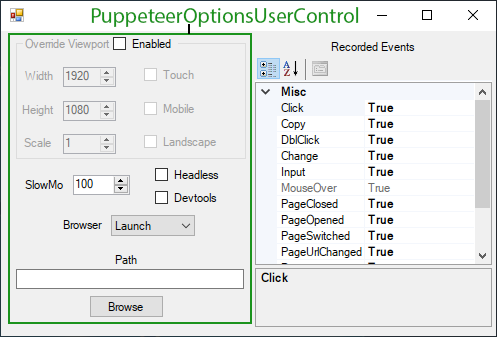 PuppeteerOptionsUserControl
Override Viewport Enabled
Width 1920 Touch
Height 1080 Mobile
Scale 1 Landscape
SlowMo 100 Headless
Devtools
Browser Launch
Path
Browse
Recorded Events
Misc
Click True
Copy True
DblClick True
Change True
Input True
MouseOver True
PageClosed True
PageOpened True
PageSwitched True
PageUrlChanged True
Click